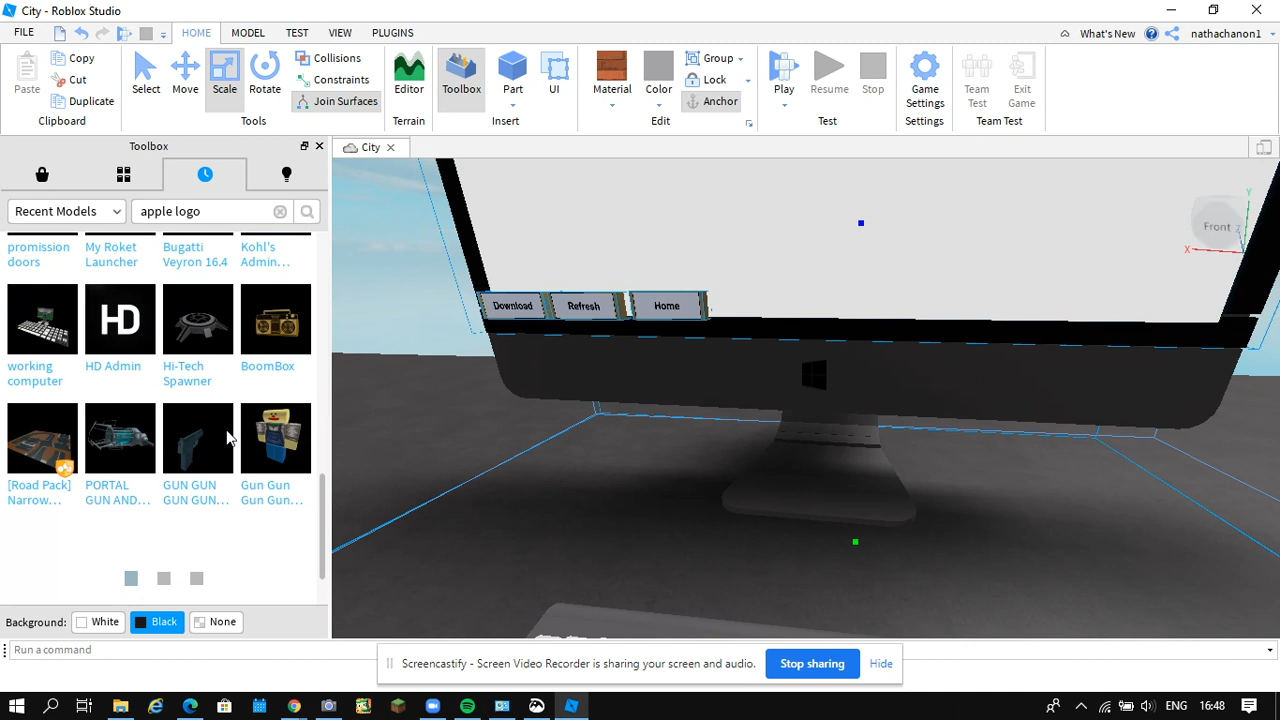 City - Roblox Studio
FILE HOME MODEL TEST VIEW PLUGINS What's New nathachanon1
Paste Copy Cut Duplicate Clipboard
Select Move Scale Rotate Collisions Constraints Join Surfaces Tools
Editor Terrain
Toolbox Part UI Insert
Material Color Group Lock Anchor Edit
Play Resume Stop Test
Game Settings Settings
Team Test Exit Game Team Test
Toolbox
City
Recent Models apple logo
promission doors
My Roket Launcher
Bugatti Veyron 16.4
Kohl's Admin...
working computer
HD
HD Admin
Hi-Tech Spawner
BoomBox
[Road Pack] Narrow...
PORTAL GUN AND...
GUN GUN GUN GUN...
Gun Gun Gun Gun...
Background: White Black None
Download Refresh Home
Front
X Y Z
Run a command
Screencastify - Screen Video Recorder is sharing your screen and audio. Stop sharing Hide
ENG 16:48